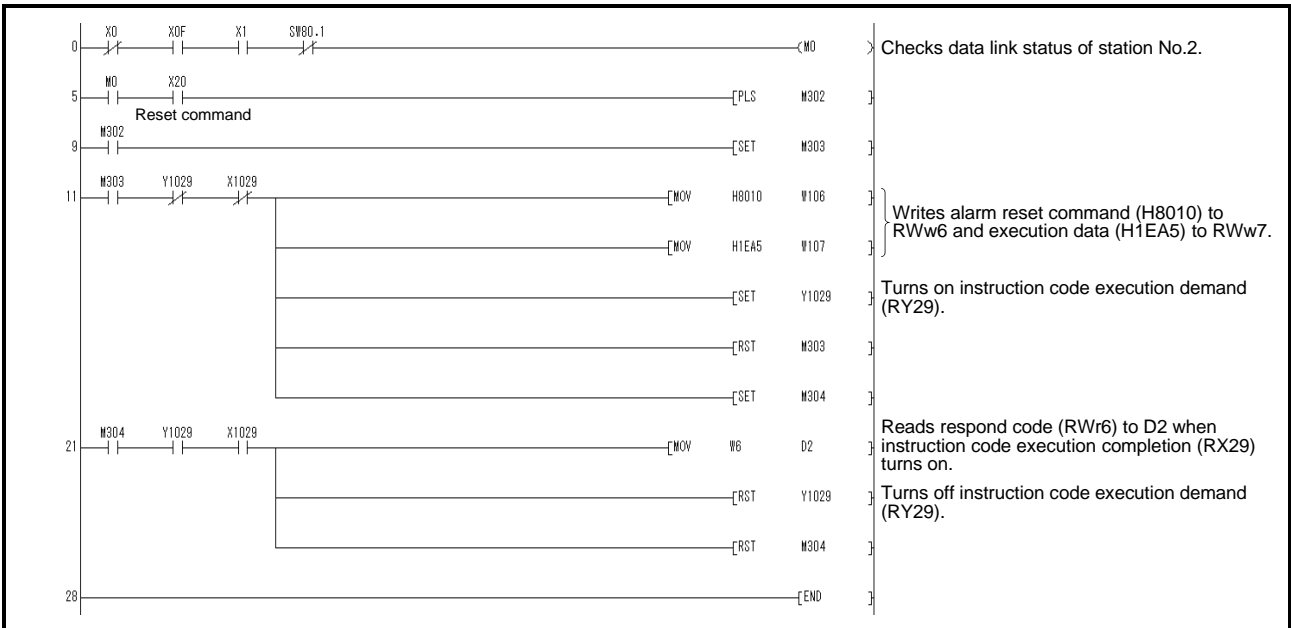 X0 X0F X1 SW80.1
0 (M0 ) Checks data link status of station No.2.
M0 X20
5 [PLS M302 ]
Reset command
M302
9 [SET M303 ]
M303 Y1029 X1029
11 [MOV H8010 W106 ]
Writes alarm reset command (H8010) to
RWw6 and execution data (H1EA5) to RWw7.
[MOV H1EA5 W107 ]
Turns on instruction code execution demand
[SET Y1029 ]
(RY29).
[RST M303 ]
[SET M304 ]
M304 Y1029 X1029
Reads respond code (RWr6) to D2 when
21 [MOV W6 D2 ] instruction code execution completion (RX29)
turns on.
[RST Y1029 ] Turns off instruction code execution demand
(RY29).
[RST M304 ]
28 [END ]